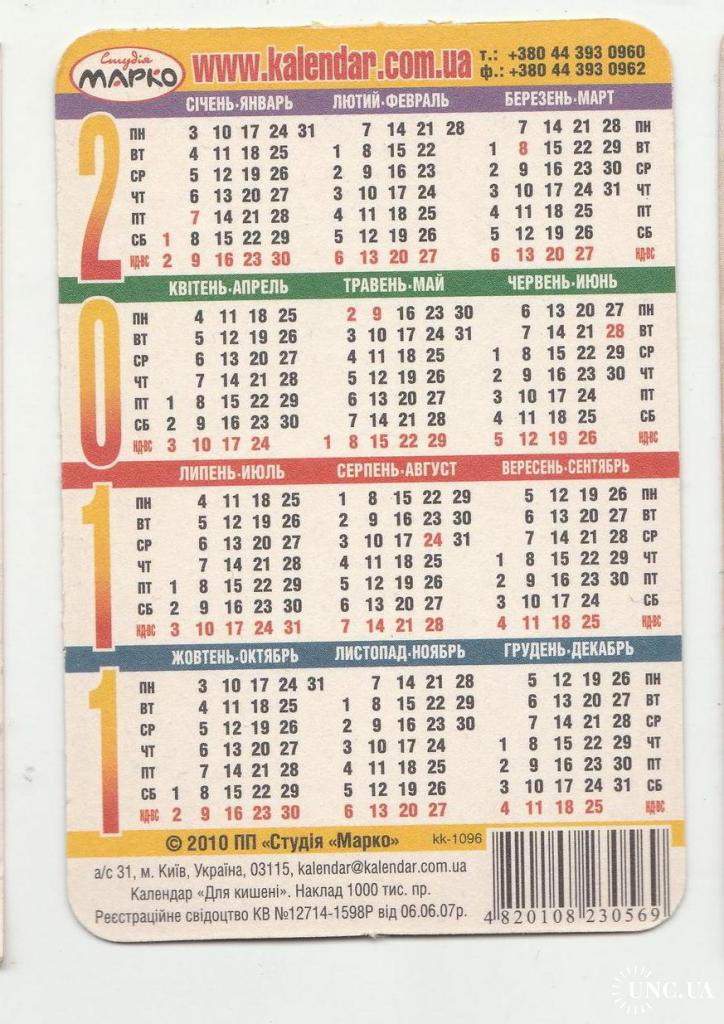 Студія
МАРКО
www.kalendar.com.ua
т.: +380 44 393 0960
ф.: +380 44 393 0962
2011
СІЧЕНЬ·ЯНВАРЬ ЛЮТИЙ·ФЕВРАЛЬ БЕРЕЗЕНЬ·МАРТ
ПН 3 10 17 24 31 7 14 21 28 7 14 21 28 ПН
ВТ 4 11 18 25 1 8 15 22 1 8 15 22 29 ВТ
СР 5 12 19 26 2 9 16 23 2 9 16 23 30 СР
ЧТ 6 13 20 27 3 10 17 24 3 10 17 24 31 ЧТ
ПТ 7 14 21 28 4 11 18 25 4 11 18 25 ПТ
СБ 1 8 15 22 29 5 12 19 26 5 12 19 26 СБ
НД-ВС 2 9 16 23 30 6 13 20 27 6 13 20 27 НД-ВС
КВІТЕНЬ·АПРЕЛЬ ТРАВЕНЬ·МАЙ ЧЕРВЕНЬ·ИЮНЬ
ПН 4 11 18 25 2 9 16 23 30 6 13 20 27 ПН
ВТ 5 12 19 26 3 10 17 24 31 7 14 21 28 ВТ
СР 6 13 20 27 4 11 18 25 1 8 15 22 29 СР
ЧТ 7 14 21 28 5 12 19 26 2 9 16 23 30 ЧТ
ПТ 1 8 15 22 29 6 13 20 27 3 10 17 24 ПТ
СБ 2 9 16 23 30 7 14 21 28 4 11 18 25 СБ
НД-ВС 3 10 17 24 1 8 15 22 29 5 12 19 26 НД-ВС
ЛИПЕНЬ·ИЮЛЬ СЕРПЕНЬ·АВГУСТ ВЕРЕСЕНЬ·СЕНТЯБРЬ
ПН 4 11 18 25 1 8 15 22 29 5 12 19 26 ПН
ВТ 5 12 19 26 2 9 16 23 30 6 13 20 27 ВТ
СР 6 13 20 27 3 10 17 24 31 7 14 21 28 СР
ЧТ 7 14 21 28 4 11 18 25 1 8 15 22 29 ЧТ
ПТ 1 8 15 22 29 5 12 19 26 2 9 16 23 30 ПТ
СБ 2 9 16 23 30 6 13 20 27 3 10 17 24 СБ
НД-ВС 3 10 17 24 31 7 14 21 28 4 11 18 25 НД-ВС
ЖОВТЕНЬ·ОКТЯБРЬ ЛИСТОПАД·НОЯБРЬ ГРУДЕНЬ·ДЕКАБРЬ
ПН 3 10 17 24 31 7 14 21 28 5 12 19 26 ПН
ВТ 4 11 18 25 1 8 15 22 29 6 13 20 27 ВТ
СР 5 12 19 26 2 9 16 23 30 7 14 21 28 СР
ЧТ 6 13 20 27 3 10 17 24 1 8 15 22 29 ЧТ
ПТ 7 14 21 28 4 11 18 25 2 9 16 23 30 ПТ
СБ 1 8 15 22 29 5 12 19 26 3 10 17 24 31 СБ
НД-ВС 2 9 16 23 30 6 13 20 27 4 11 18 25 НД-ВС
© 2010 ПП «Студія «Марко» кк-1096
а/с 31, м. Київ, Україна, 03115, kalendar@kalendar.com.ua
Календар «Для кишені». Наклад 1000 тис. пр.
Реєстраційне свідоцтво КВ №12714-1598Р від 06.06.07р.
4 820108 230569
UNC.UA